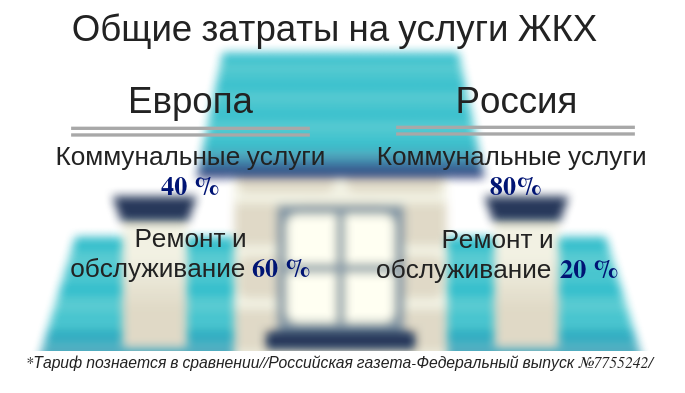 Общие затраты на услуги ЖКХ
Европа
Коммунальные услуги
40 %
Ремонт и
обслуживание 60 %
Россия
Коммунальные услуги
80%
Ремонт и
обслуживание 20 %
*Тариф познается в сравнении//Российская газета-Федеральный выпуск №7755242/